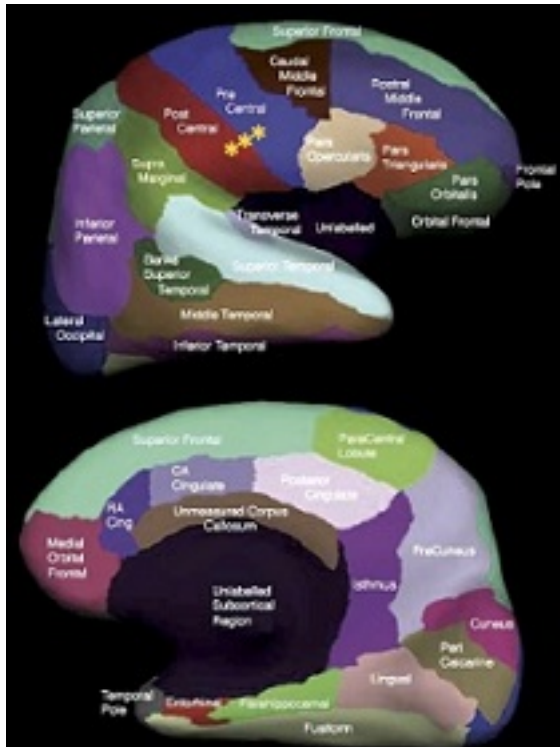 Superior Frontal
Caudal
Middle
Frontal
Rostral
Middle
Frontal
Pre
Central
Post
Central
Superior
Parietal
Supra
Marginal
Pars
Opercularis
Pars
Triangularis
Pars
Orbitalis
Frontal
Pole
Orbital Frontal
Transverse
Temporal
Unlabelled
Inferior
Parietal
Superior Temporal
Banks
Superior
Temporal
Middle Temporal
Lateral
Occipital
Inferior Temporal
Superior Frontal
ParaCentral
Lobule
CA
Cingulate
Posterior
Cingulate
RA
Cing
Unmeasured Corpus
Callosum
Medial
Orbital
Frontal
PreCuneus
Isthmus
Unlabelled
Subcortical
Region
Cuneus
Peri
Calcarine
Lingual
Temporal
Pole
Entorhinal
Parahippocampal
Fusiform